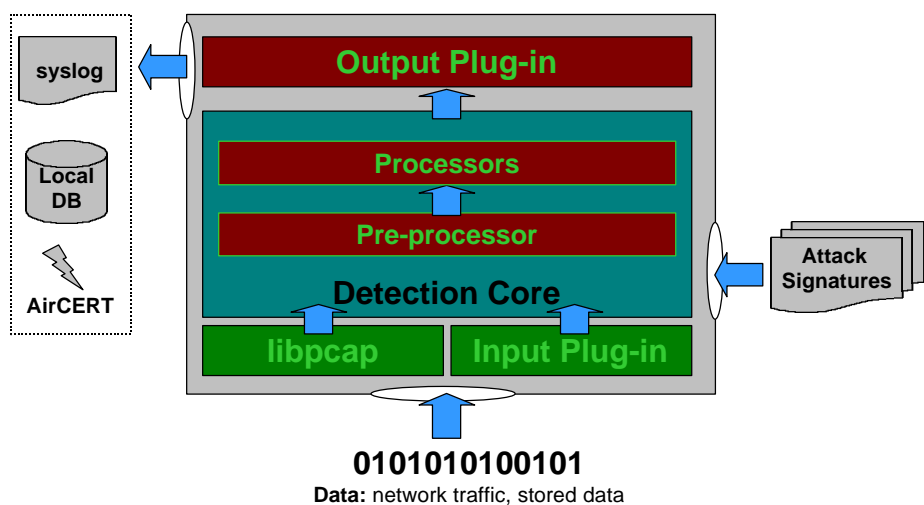 syslog
Local
DB
AirCERT
Output Plug-in
Processors
Pre-processor
Detection Core
libpcap
Input Plug-in
Attack
Signatures
0101010100101
Data: network traffic, stored data